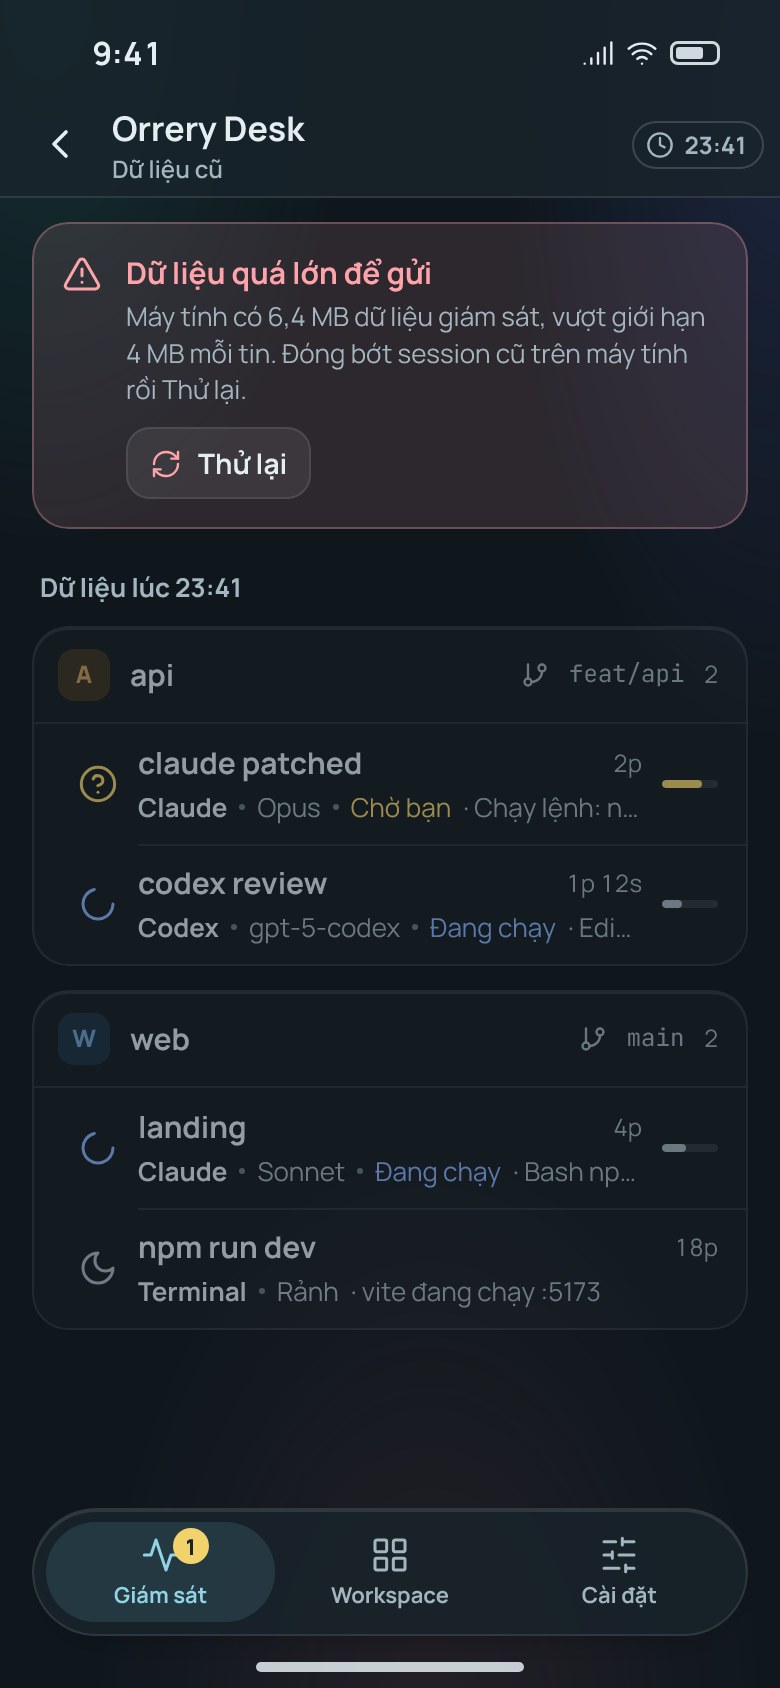 9:41
Orrery Desk
Dữ liệu cũ
23:41
Dữ liệu quá lớn để gửi
Máy tính có 6,4 MB dữ liệu giám sát, vượt giới hạn
4 MB mỗi tin. Đóng bớt session cũ trên máy tính
rồi Thử lại.
Thử lại
Dữ liệu lúc 23:41
A api feat/api 2
claude patched 2p
Claude • Opus • Chờ bạn · Chạy lệnh: n...
codex review 1p 12s
Codex • gpt-5-codex • Đang chạy · Edi...
W web main 2
landing 4p
Claude • Sonnet • Đang chạy · Bash np...
npm run dev 18p
Terminal • Rảnh · vite đang chạy :5173
1
Giám sát Workspace Cài đặt